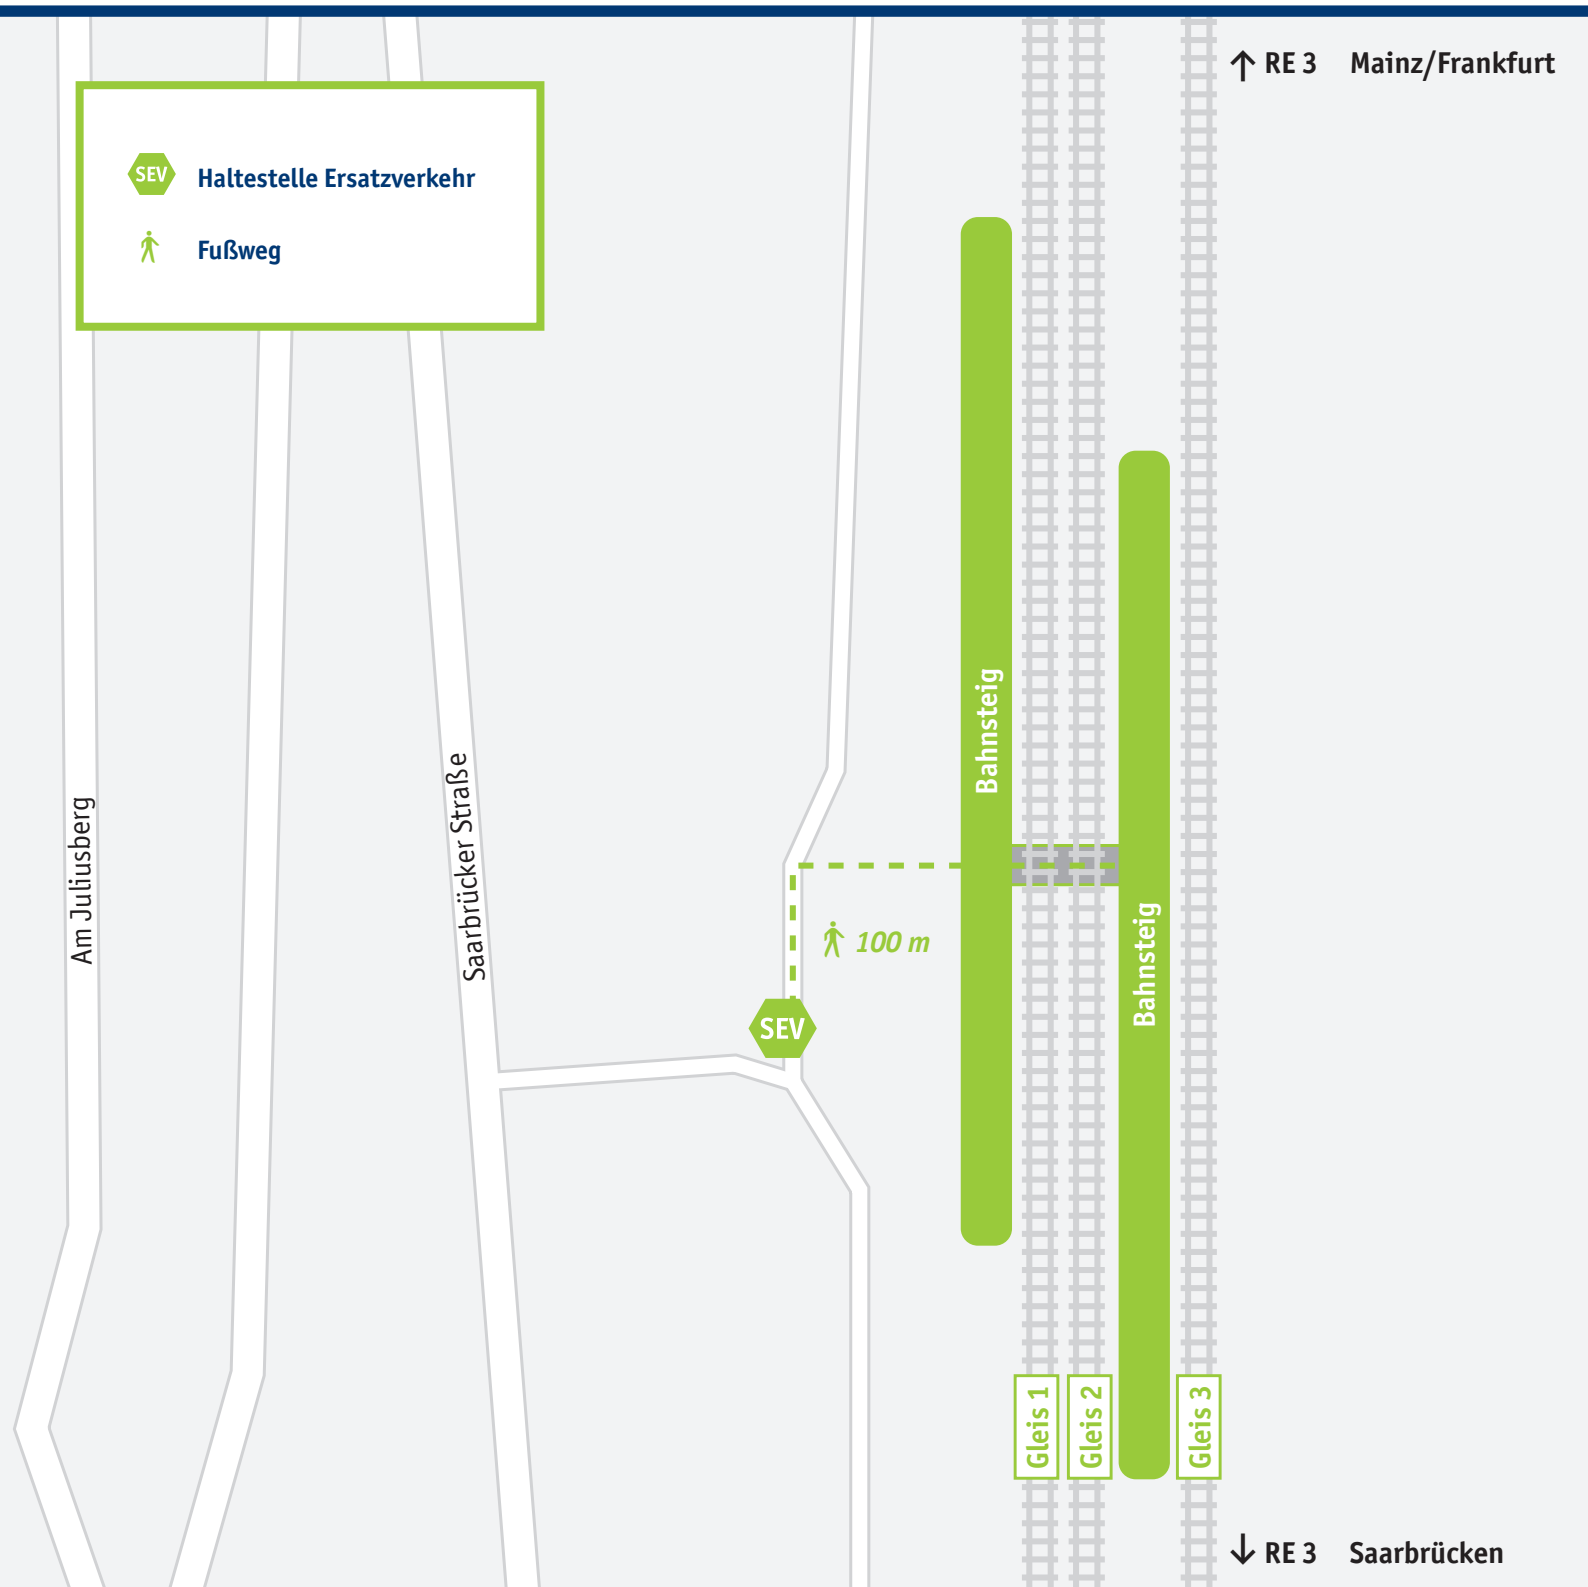 ↑ RE 3 Mainz/Frankfurt
SEV Haltestelle Ersatzverkehr
Fußweg
Am Juliusberg
Saarbrücker Straße
Bahnsteig
Bahnsteig
100 m
SEV
Gleis 1
Gleis 2
Gleis 3
↓ RE 3 Saarbrücken